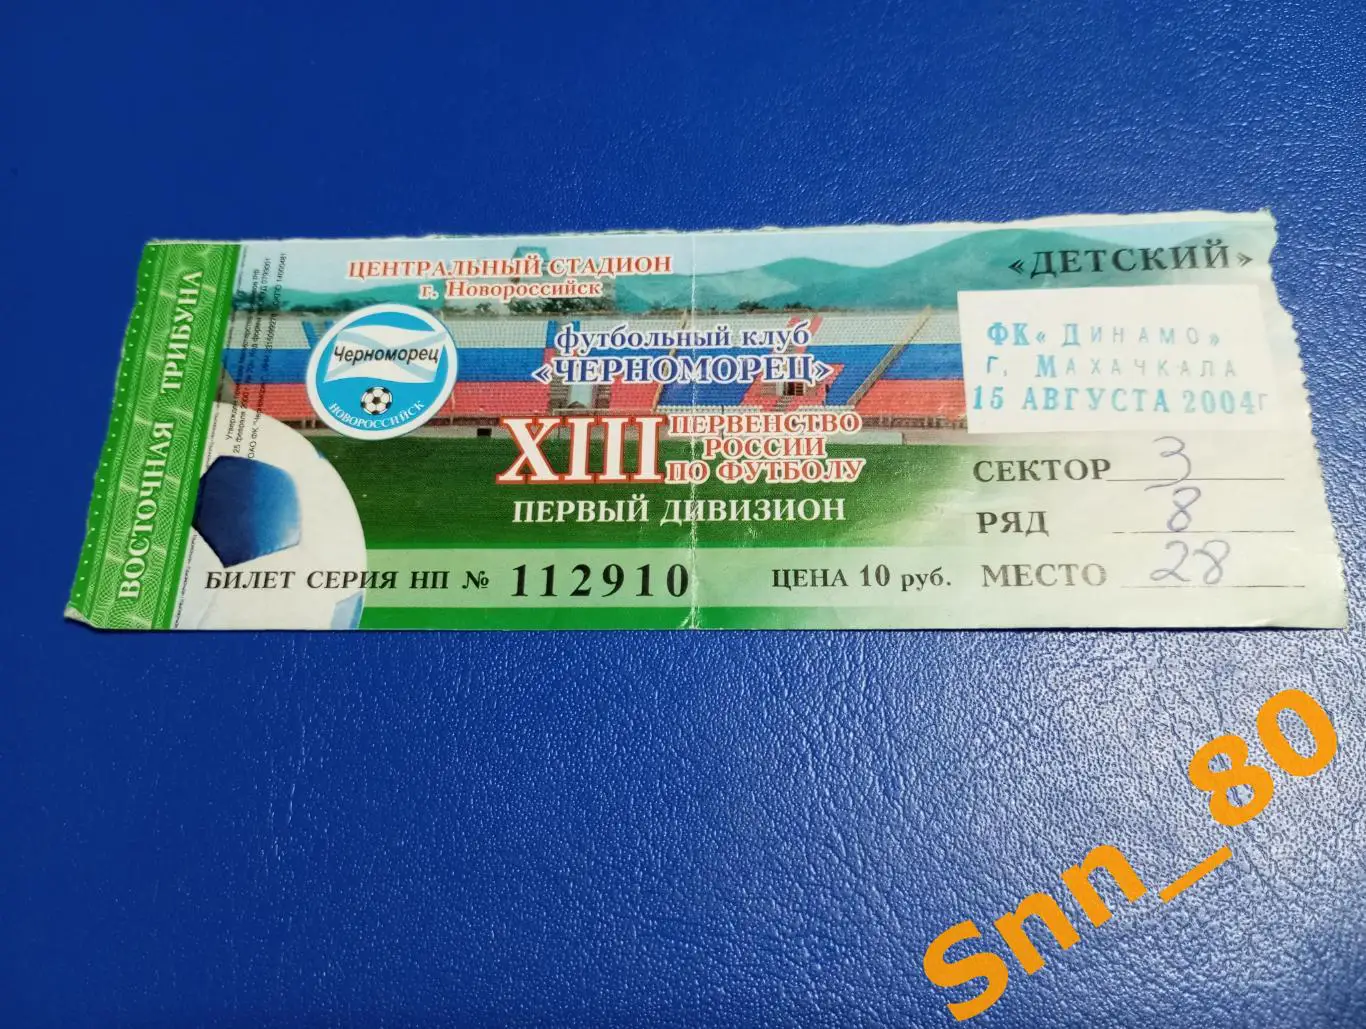 ВОСТОЧНАЯ ТРИБУНА
ЦЕНТРАЛЬНЫЙ СТАДИОН
г. Новороссийск
Черноморец
НОВОРОССИЙСК
футбольный клуб
«ЧЕРНОМОРЕЦ»
XIII ПЕРВЕНСТВО
РОССИИ
ПО ФУТБОЛУ
ПЕРВЫЙ ДИВИЗИОН
БИЛЕТ СЕРИЯ НП № 112910
ЦЕНА 10 руб.
«ДЕТСКИЙ»
ФК « ДИНАМО»
Г. МАХАЧКАЛА
15 АВГУСТА 2004г
СЕКТОР 3
РЯД 8
МЕСТО 28
Snn_80